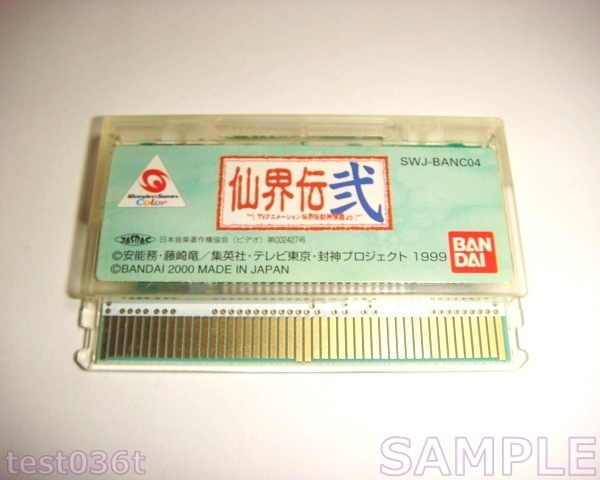 SWJ-BANC04
WonderSwan
Color
仙界伝 弐
TVアニメーション仙界伝封神演義より
JASRAC 日本音楽著作権協会(ビデオ)第002427号
BAN
DAI
©安能務・藤崎竜/集英社・テレビ東京・封神プロジェクト 1999
©BANDAI 2000 MADE IN JAPAN
test036t
SAMPLE